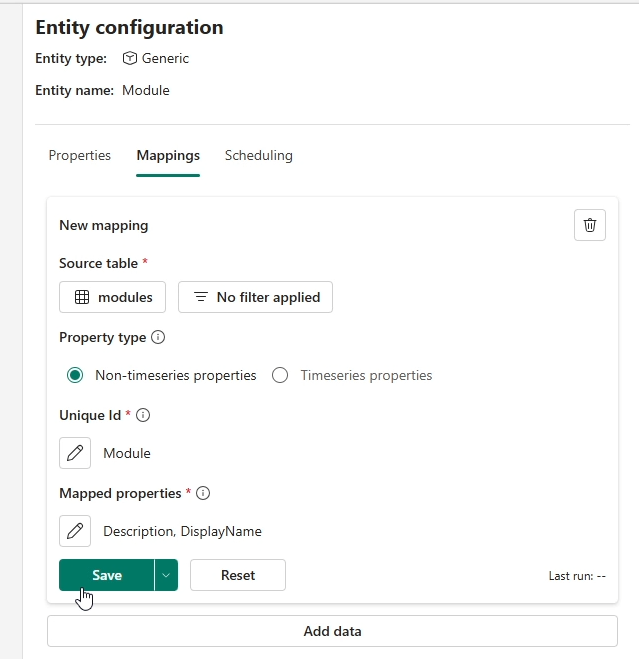 Entity configuration
Entity type: Generic
Entity name: Module
Properties Mappings Scheduling
New mapping
Source table *
modules No filter applied
Property type
Non-timeseries properties Timeseries properties
Unique Id *
Module
Mapped properties *
Description, DisplayName
Save Reset Last run: --
Add data